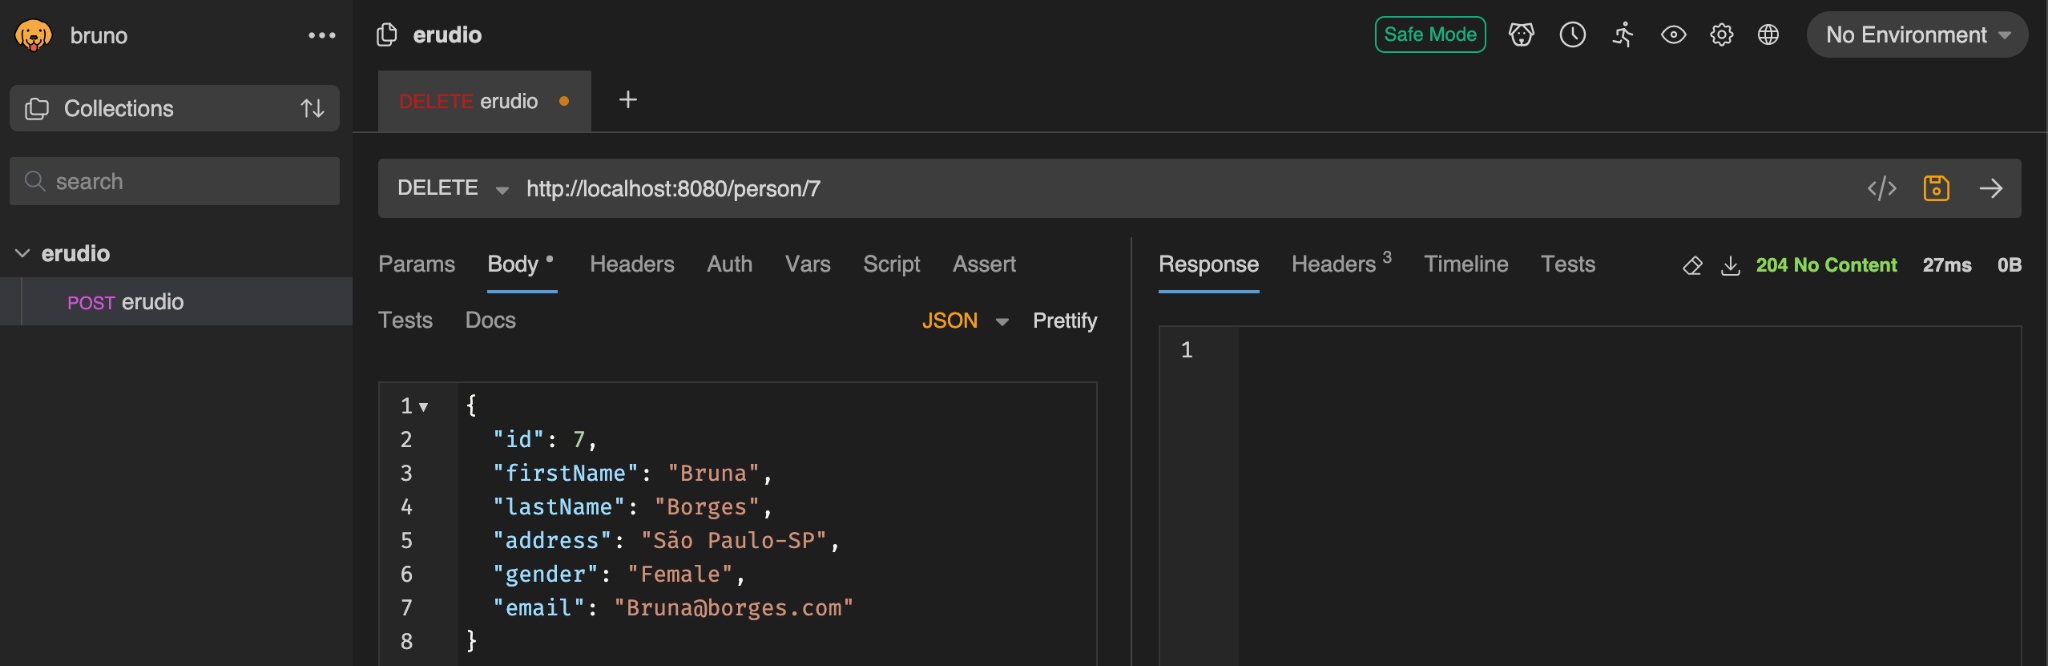 bruno
Collections
search
erudio
POST erudio
erudio
Safe Mode
No Environment
DELETE erudio
DELETE http://localhost:8080/person/7
Params Body Headers Auth Vars Script Assert
Tests Docs JSON Prettify
1 {
2 "id": 7,
3 "firstName": "Bruna",
4 "lastName": "Borges",
5 "address": "São Paulo-SP",
6 "gender": "Female",
7 "email": "Bruna@borges.com"
8 }
Response Headers 3 Timeline Tests 204 No Content 27ms 0B
1